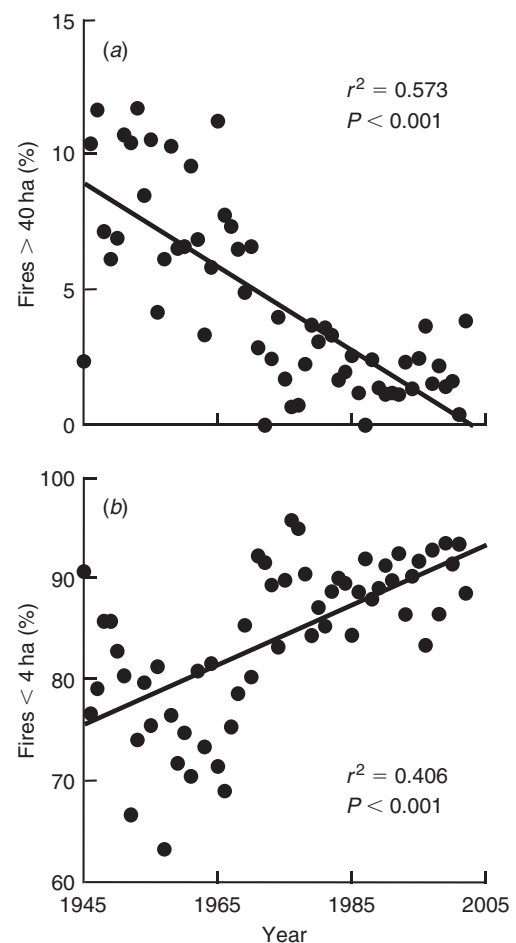 15
(a)
r² = 0.573
P < 0.001
10
Fires > 40 ha (%)
5
0
100
(b)
90
Fires < 4 ha (%)
80
70
r² = 0.406
P < 0.001
60
1945 1965 1985 2005
Year